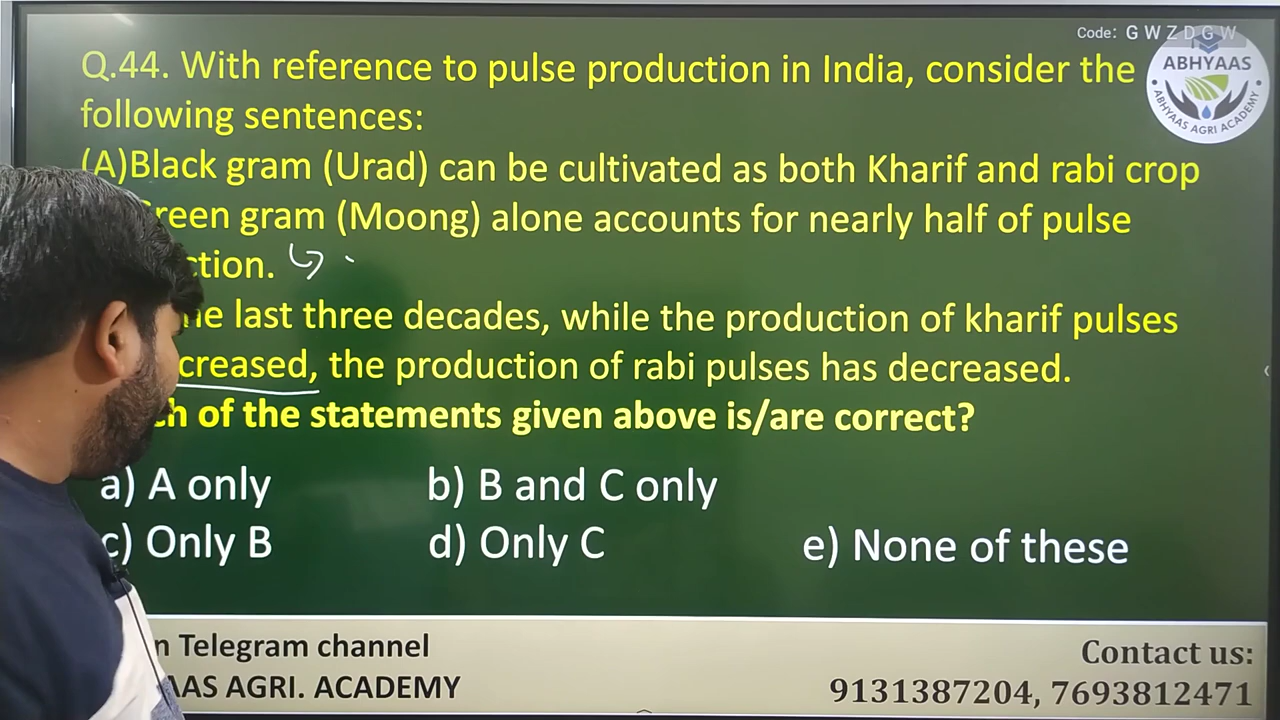 Code: G W Z D G W
ABHYAAS
ABHYAAS AGRI ACADEMY
Q.44. With reference to pulse production in India, consider the
following sentences:
(A)Black gram (Urad) can be cultivated as both Kharif and rabi crop
reen gram (Moong) alone accounts for nearly half of pulse
ction.
he last three decades, while the production of kharif pulses
creased, the production of rabi pulses has decreased.
ch of the statements given above is/are correct?
a) A only b) B and C only
c) Only B d) Only C e) None of these
n Telegram channel
AAS AGRI. ACADEMY
Contact us:
9131387204, 7693812471